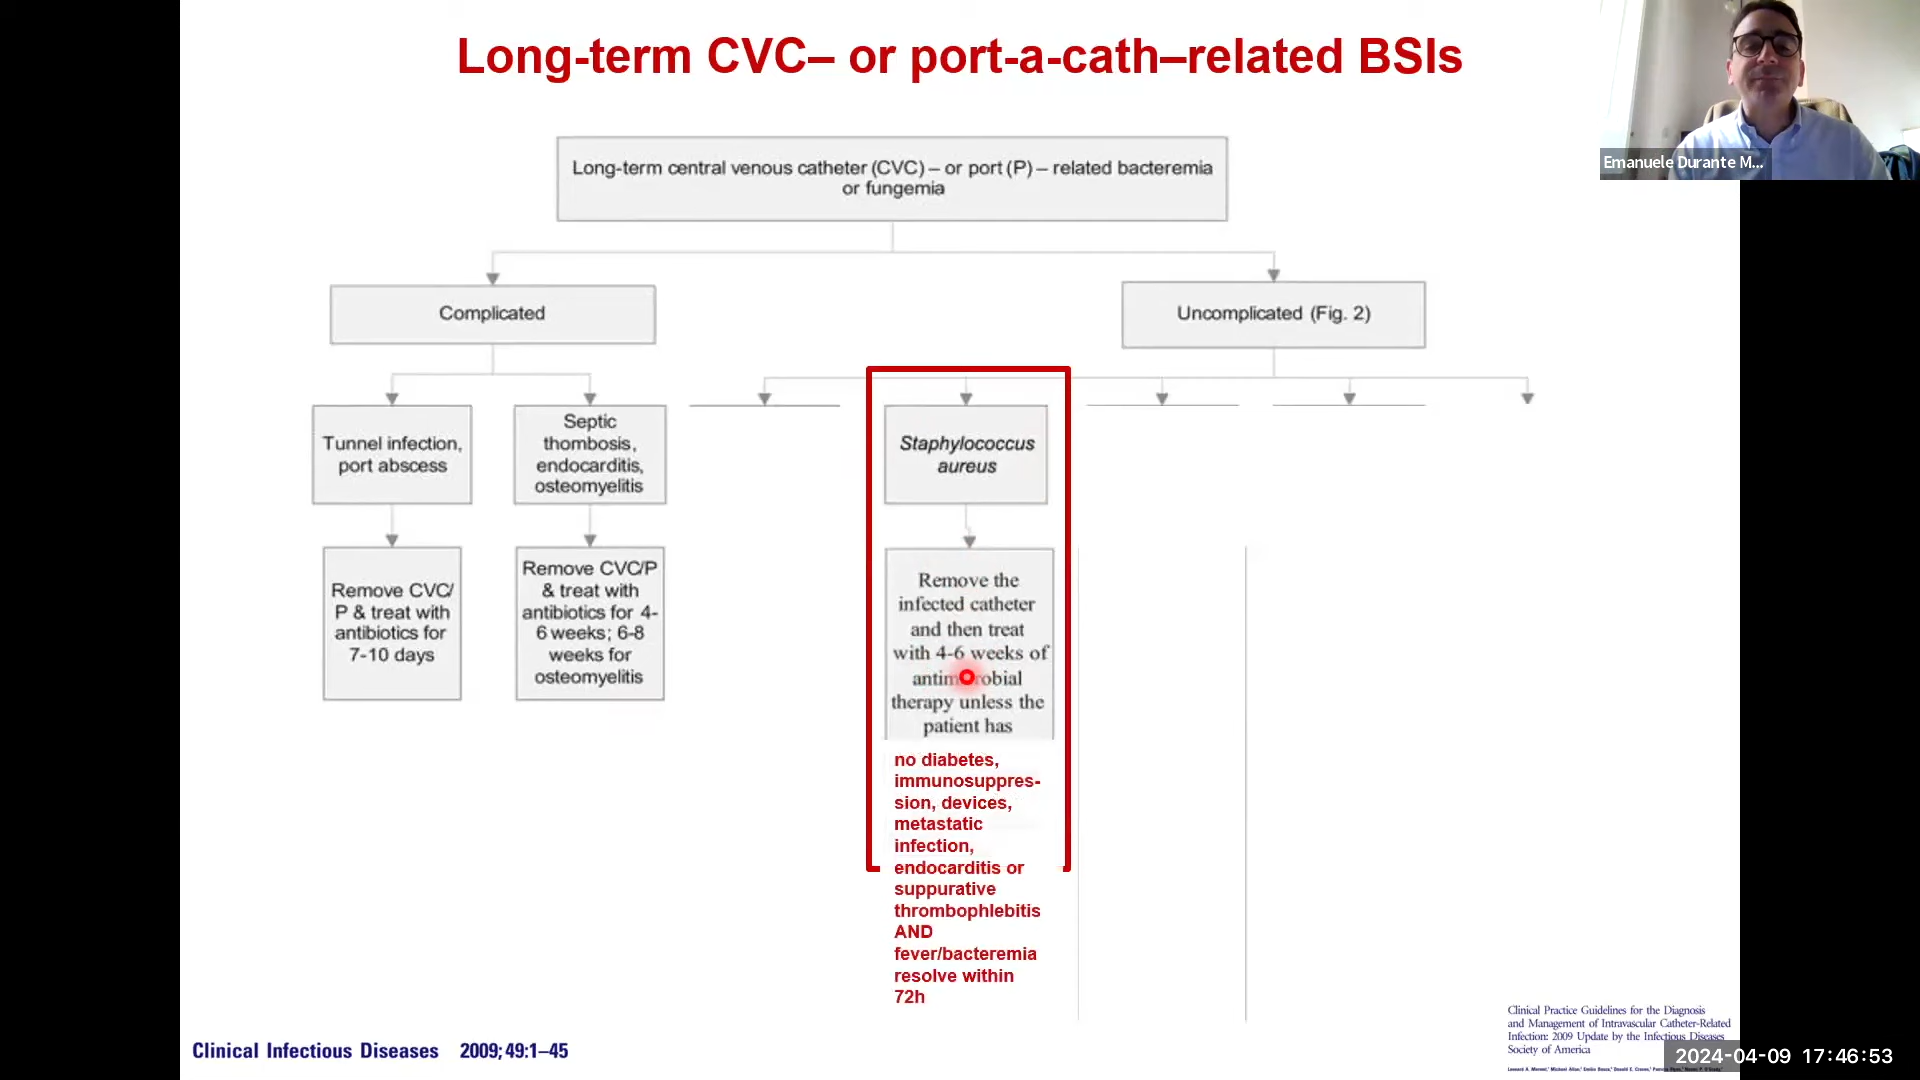 Long-term CVC– or port-a-cath–related BSIs
Emanuele Durante M...
Long-term central venous catheter (CVC) – or port (P) – related bacteremia
or fungemia
Complicated
Uncomplicated (Fig. 2)
Tunnel infection,
port abscess
Septic
thombosis,
endocarditis,
osteomyelitis
Staphylococcus
aureus
Remove CVC/
P & treat with
antibiotics for
7-10 days
Remove CVC/P
& treat with
antibiotics for 4-
6 weeks; 6-8
weeks for
osteomyelitis
Remove the
infected catheter
and then treat
with 4-6 weeks of
antimicrobial
therapy unless the
patient has
no diabetes,
immunosuppres-
sion, devices,
metastatic
infection,
endocarditis or
suppurative
thrombophlebitis
AND
fever/bacteremia
resolve within
72h
Clinical Infectious Diseases 2009;49:1–45
Clinical Practice Guidelines for the Diagnosis
and Management of Intravascular Catheter-Related
Infection: 2009 Update by the Infectious Diseases
Society of America
2024-04-09 17:46:53